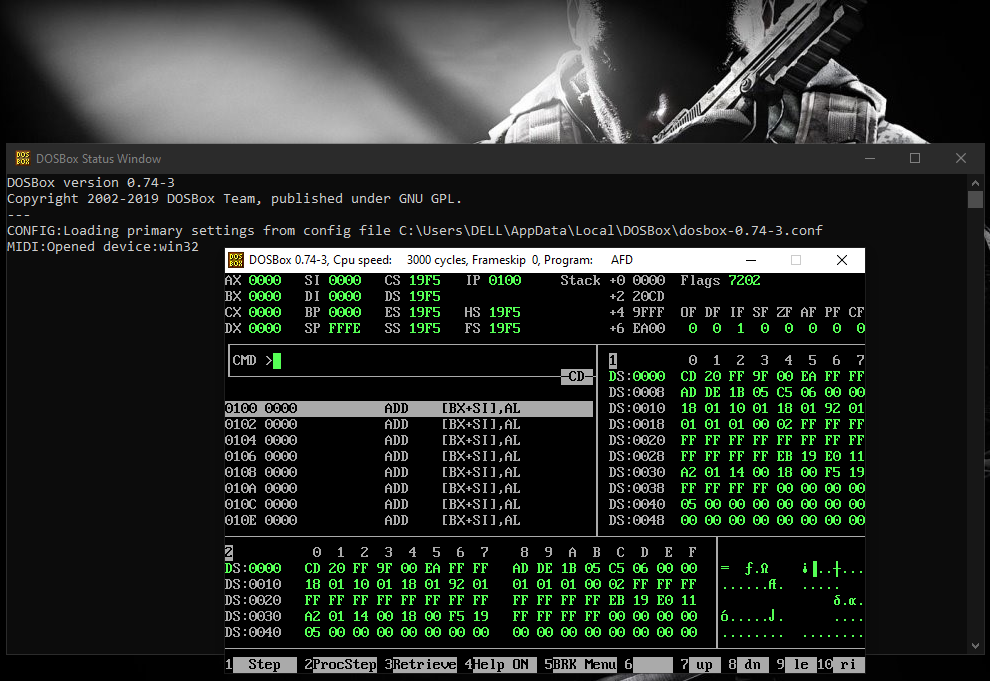 DOSBox Status Window
DOSBox version 0.74-3
Copyright 2002-2019 DOSBox Team, published under GNU GPL.
---
CONFIG:Loading primary settings from config file C:\Users\DELL\AppData\Local\DOSBox\dosbox-0.74-3.conf
MIDI:Opened device:win32
DOSBox 0.74-3, Cpu speed: 3000 cycles, Frameskip 0, Program: AFD
AX 0000 SI 0000 CS 19F5 IP 0100 Stack +0 0000 Flags 7202
BX 0000 DI 0000 DS 19F5 +2 20CD
CX 0000 BP 0000 ES 19F5 HS 19F5 +4 9FFF OF DF IF SF ZF AF PF CF
DX 0000 SP FFFE SS 19F5 FS 19F5 +6 EA00 0 0 1 0 0 0 0 0
CMD >
CD
0100 0000 ADD [BX+SI],AL
0102 0000 ADD [BX+SI],AL
0104 0000 ADD [BX+SI],AL
0106 0000 ADD [BX+SI],AL
0108 0000 ADD [BX+SI],AL
010A 0000 ADD [BX+SI],AL
010C 0000 ADD [BX+SI],AL
010E 0000 ADD [BX+SI],AL
1 0 1 2 3 4 5 6 7
DS:0000 CD 20 FF 9F 00 EA FF FF
DS:0008 AD DE 1B 05 C5 06 00 00
DS:0010 18 01 10 01 18 01 92 01
DS:0018 01 01 01 00 02 FF FF FF
DS:0020 FF FF FF FF FF FF FF FF
DS:0028 FF FF FF FF EB 19 E0 11
DS:0030 A2 01 14 00 18 00 F5 19
DS:0038 FF FF FF FF 00 00 00 00
DS:0040 05 00 00 00 00 00 00 00
DS:0048 00 00 00 00 00 00 00 00
2 0 1 2 3 4 5 6 7 8 9 A B C D E F
DS:0000 CD 20 FF 9F 00 EA FF FF AD DE 1B 05 C5 06 00 00 = ƒ.Ω ¡▐..┼...
DS:0010 18 01 10 01 18 01 92 01 01 01 01 00 02 FF FF FF ......Æ. .....
DS:0020 FF FF FF FF FF FF FF FF FF FF FF FF EB 19 E0 11 δ.α.
DS:0030 A2 01 14 00 18 00 F5 19 FF FF FF FF 00 00 00 00 ó.....⌡. ....
DS:0040 05 00 00 00 00 00 00 00 00 00 00 00 00 00 00 00 ........ ........
1 Step 2ProcStep 3Retrieve 4Help ON 5BRK Menu 6 7 up 8 dn 9 le 10 ri